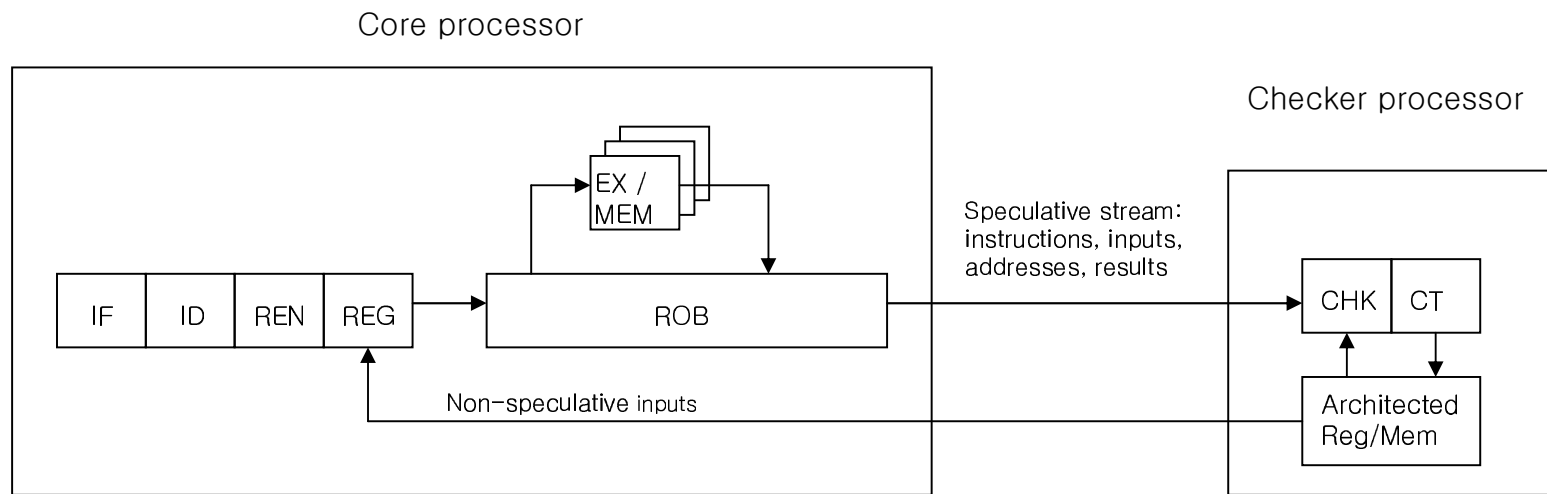 Core processor
Checker processor
EX /
MEM
Speculative stream:
instructions, inputs,
addresses, results
IF
ID
REN
REG
ROB
CHK
CT
Non-speculative inputs
Architected
Reg/Mem